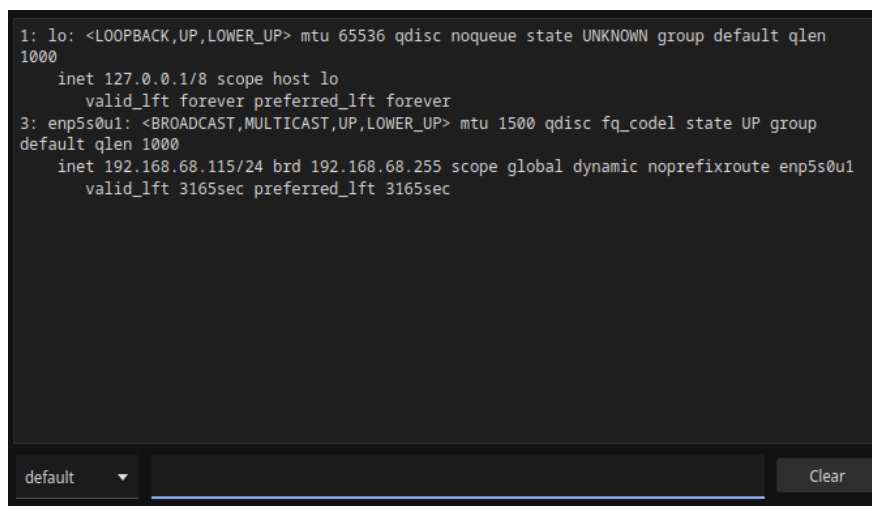 1: lo: <LOOPBACK,UP,LOWER_UP> mtu 65536 qdisc noqueue state UNKNOWN group default qlen
1000
    inet 127.0.0.1/8 scope host lo
       valid_lft forever preferred_lft forever
3: enp5s0u1: <BROADCAST,MULTICAST,UP,LOWER_UP> mtu 1500 qdisc fq_codel state UP group
default qlen 1000
    inet 192.168.68.115/24 brd 192.168.68.255 scope global dynamic noprefixroute enp5s0u1
       valid_lft 3165sec preferred_lft 3165sec
default
Clear